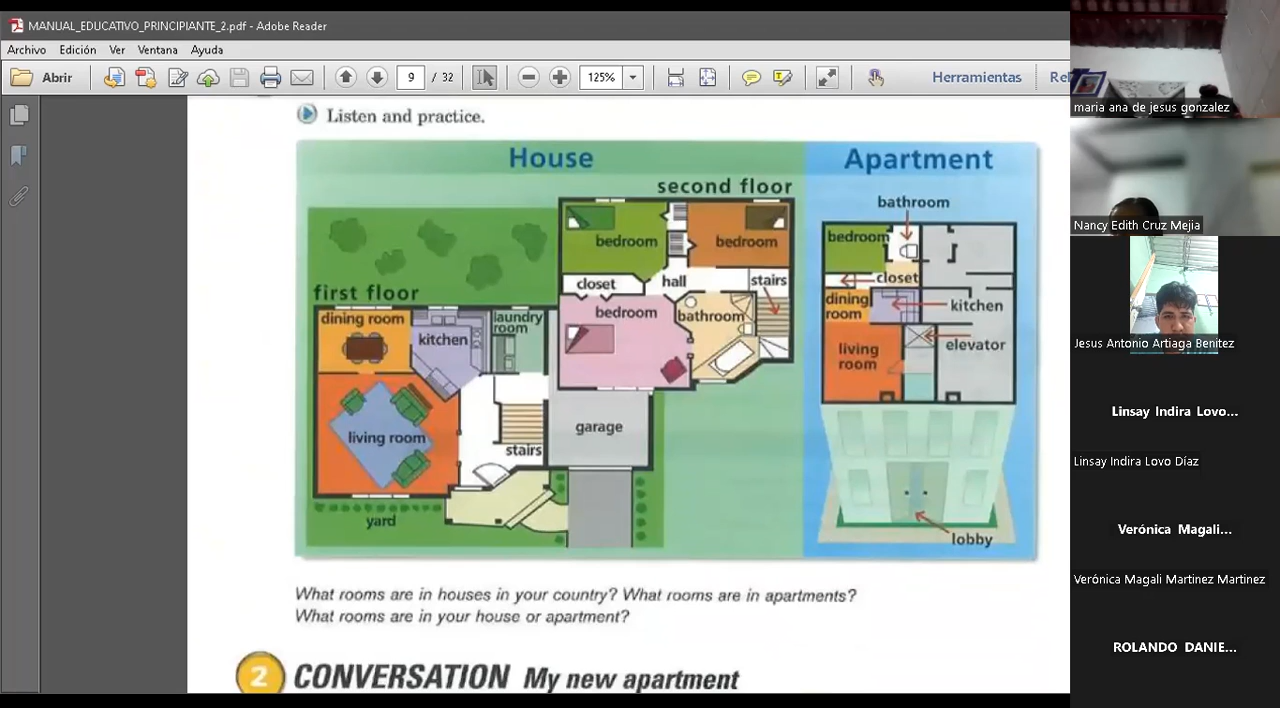 MANUAL_EDUCATIVO_PRINCIPIANTE_2.pdf - Adobe Reader
Archivo Edición Ver Ventana Ayuda
Abrir 9 / 32 125% Herramientas
Listen and practice.
House
Apartment
second floor
bathroom
bedroom
bedroom
bedroom
closet
hall
stairs
closet
first floor
bedroom
bathroom
dining room
kitchen
kitchen
laundry
room
dining
room
elevator
living
room
living room
garage
stairs
yard
lobby
What rooms are in houses in your country? What rooms are in apartments?
What rooms are in your house or apartment?
2 CONVERSATION My new apartment
maria ana de jesus gonzalez
Nancy Edith Cruz Mejia
Jesus Antonio Artiaga Benitez
Linsay Indira Lovo...
Linsay Indira Lovo Díaz
Verónica Magali...
Verónica Magali Martinez Martinez
ROLANDO DANIE...